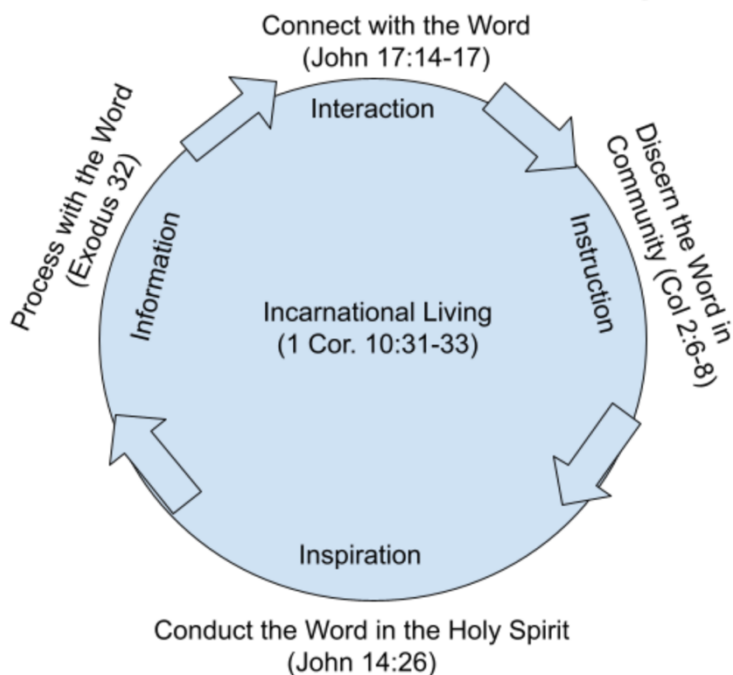 Connect with the Word
(John 17:14-17)
Interaction
Discern the Word in
Community (Col 2:6-8)
Instruction
Process with the Word
(Exodus 32)
Information
Incarnational Living
(1 Cor. 10:31-33)
Inspiration
Conduct the Word in the Holy Spirit
(John 14:26)